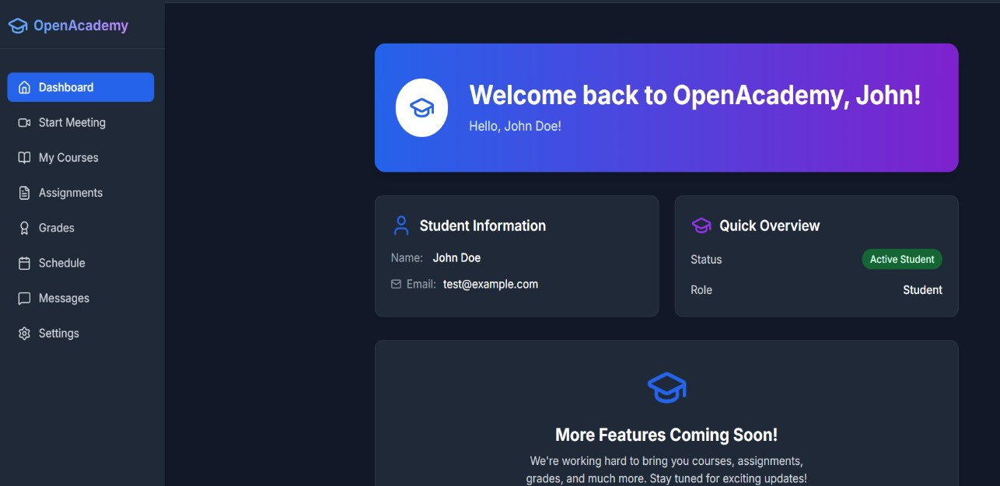 OpenAcademy
Dashboard
Start Meeting
My Courses
Assignments
Grades
Schedule
Messages
Settings
Welcome back to OpenAcademy, John!
Hello, John Doe!
Student Information
Name: John Doe
Email: test@example.com
Quick Overview
Status Active Student
Role Student
More Features Coming Soon!
We're working hard to bring you courses, assignments,
grades, and much more. Stay tuned for exciting updates!